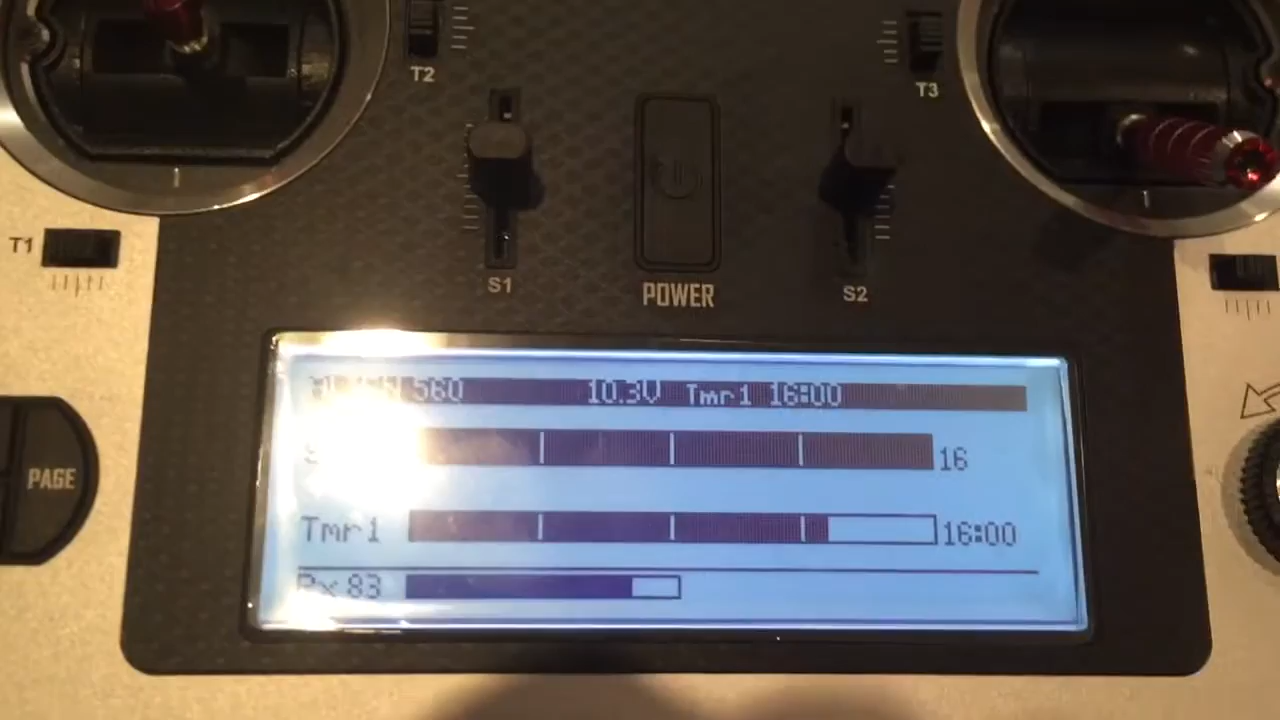 T2
T3
T1
S1
POWER
S2
560 10.3V Tmr1 16:00
16
PAGE
Tmr1 16:00
Rx 83